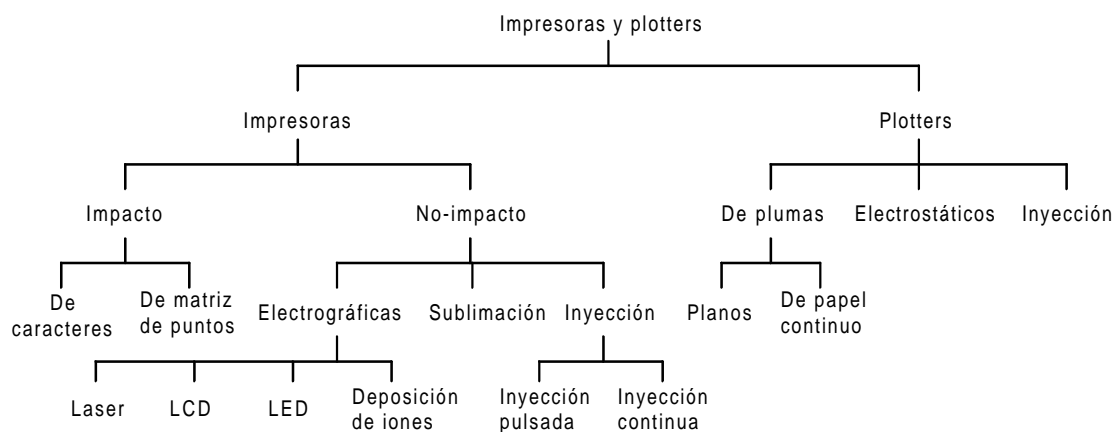 Impresoras y plotters
Impresoras
Plotters
Impacto
No-impacto
De plumas
Electrostáticos
Inyección
De
caracteres
De matriz
de puntos
Electrográficas
Sublimación
Inyección
Planos
De papel
continuo
Laser
LCD
LED
Deposición
de iones
Inyección
pulsada
Inyección
continua